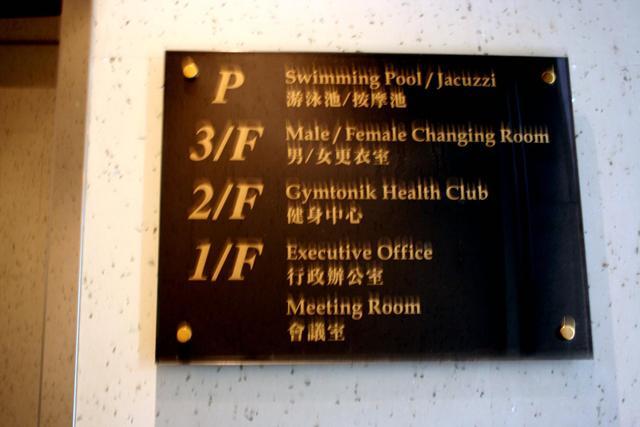 P Swimming Pool / Jacuzzi
游泳池/按摩池
3/F Male / Female Changing Room
男/女更衣室
2/F Gymtonik Health Club
健身中心
1/F Executive Office
行政辦公室
Meeting Room
會議室